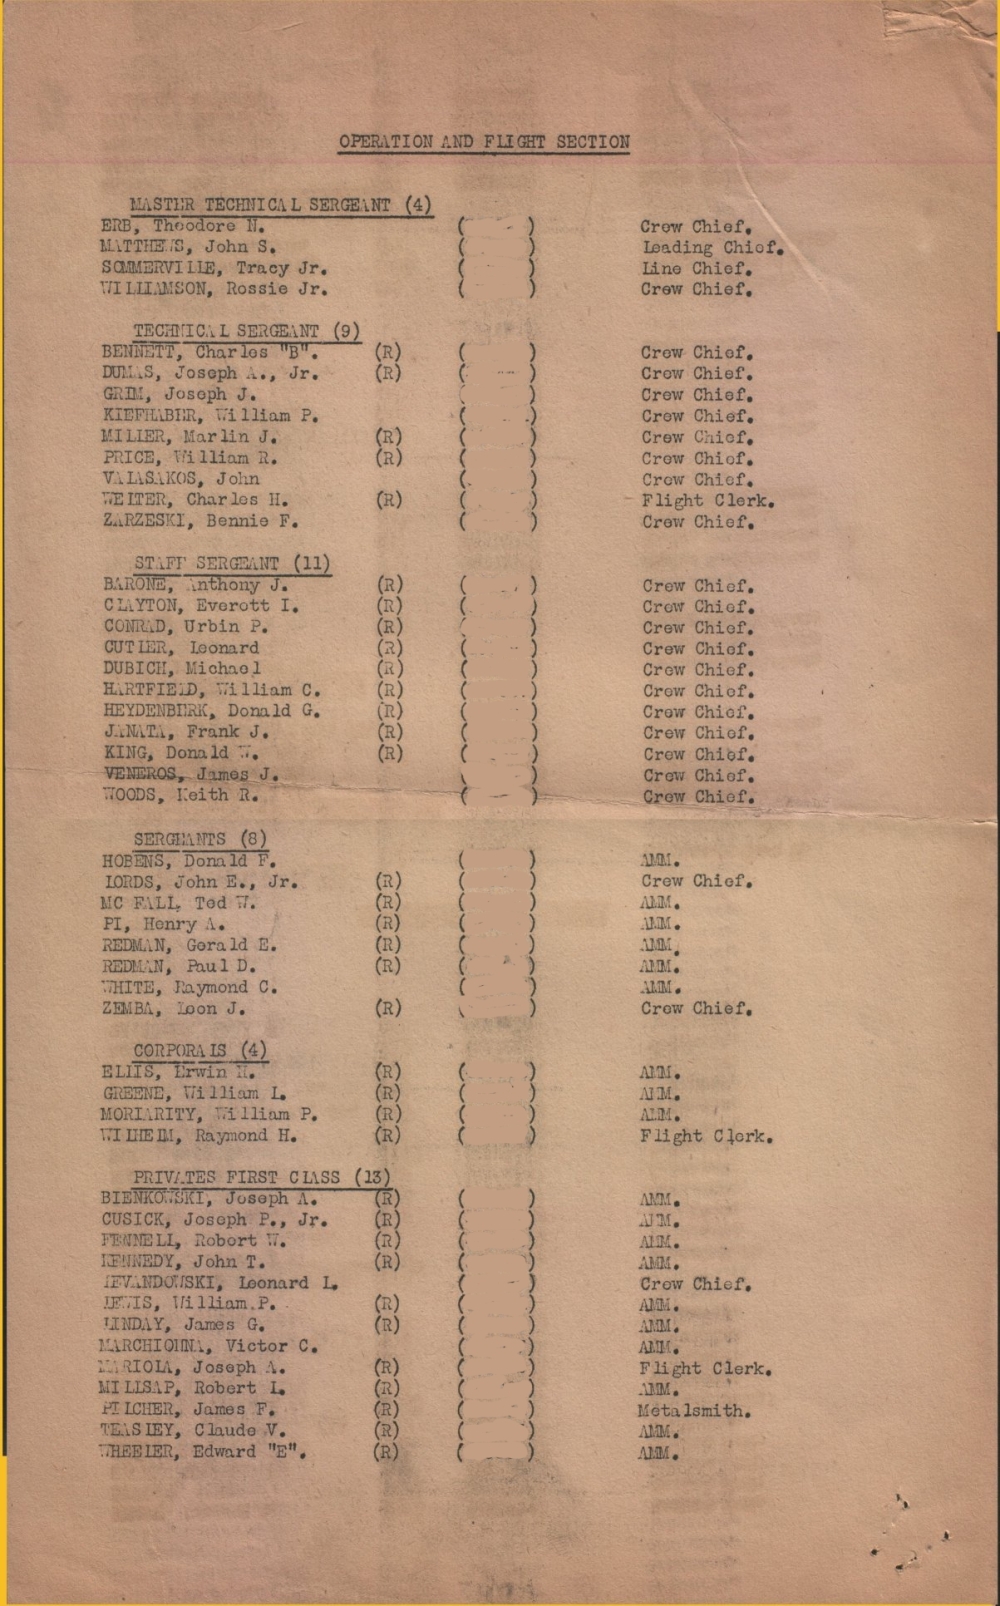 OPERATION AND FLIGHT SECTION
MASTER TECHNICAL SERGEANT (4)
ERB, Theodore N. ( ) Crew Chief.
MATTHEWS, John S. ( ) Leading Chief.
SOMMERVILLE, Tracy Jr. ( ) Line Chief.
WILLIAMSON, Rossie Jr. ( ) Crew Chief.
TECHNICAL SERGEANT (9)
BENNETT, Charles "B". (R) ( ) Crew Chief.
DUMAS, Joseph A., Jr. (R) ( ) Crew Chief.
GRIM, Joseph J. ( ) Crew Chief.
KIEFHABER, William P. ( ) Crew Chief.
MILLER, Marlin J. (R) ( ) Crew Chief.
PRICE, William R. (R) ( ) Crew Chief.
VALASAKOS, John ( ) Crew Chief.
WELTER, Charles H. (R) ( ) Flight Clerk.
ZARZESKI, Bennie F. ( ) Crew Chief.
STAFF SERGEANT (11)
BARONE, Anthony J. (R) ( ) Crew Chief.
CLAYTON, Everett I. (R) ( ) Crew Chief.
CONRAD, Urbin P. (R) ( ) Crew Chief.
CUTLER, Leonard (R) ( ) Crew Chief.
DUBICH, Michael (R) ( ) Crew Chief.
HARTFIELD, William C. (R) ( ) Crew Chief.
HEYDENBERK, Donald G. (R) ( ) Crew Chief.
JANATA, Frank J. (R) ( ) Crew Chief.
KING, Donald W. (R) ( ) Crew Chief.
VENEROS, James J. ( ) Crew Chief.
WOODS, Keith R. ( ) Crew Chief.
SERGEANTS (8)
HOBENS, Donald F. ( ) AMM.
LORDS, John E., Jr. (R) ( ) Crew Chief.
MC FALL, Ted W. (R) ( ) AMM.
PI, Henry A. (R) ( ) AMM.
REDMAN, Gerald E. (R) ( ) AMM.
REDMAN, Paul D. (R) ( ) AMM.
WHITE, Raymond C. ( ) AMM.
ZEMBA, Leon J. (R) ( ) Crew Chief.
CORPORALS (4)
ELLIS, Erwin H. (R) ( ) AMM.
GREENE, William L. (R) ( ) AMM.
MORIARITY, William P. (R) ( ) AMM.
WILHELM, Raymond H. (R) ( ) Flight Clerk.
PRIVATES FIRST CLASS (13)
BIENKOWSKI, Joseph A. (R) ( ) AMM.
CUSICK, Joseph P., Jr. (R) ( ) AMM.
FENNELL, Robert W. (R) ( ) AMM.
KENNEDY, John T. (R) ( ) AMM.
LEVANDOWSKI, Leonard L. ( ) Crew Chief.
LEWIS, William P. (R) ( ) AMM.
LINDAY, James G. (R) ( ) AMM.
MARCHIONNA, Victor C. ( ) AMM.
MARIOLA, Joseph A. (R) ( ) Flight Clerk.
MILLSAP, Robert L. (R) ( ) AMM.
PILCHER, James F. (R) ( ) Metalsmith.
TEASLEY, Claude V. (R) ( ) AMM.
WHEELER, Edward "E". (R) ( ) AMM.